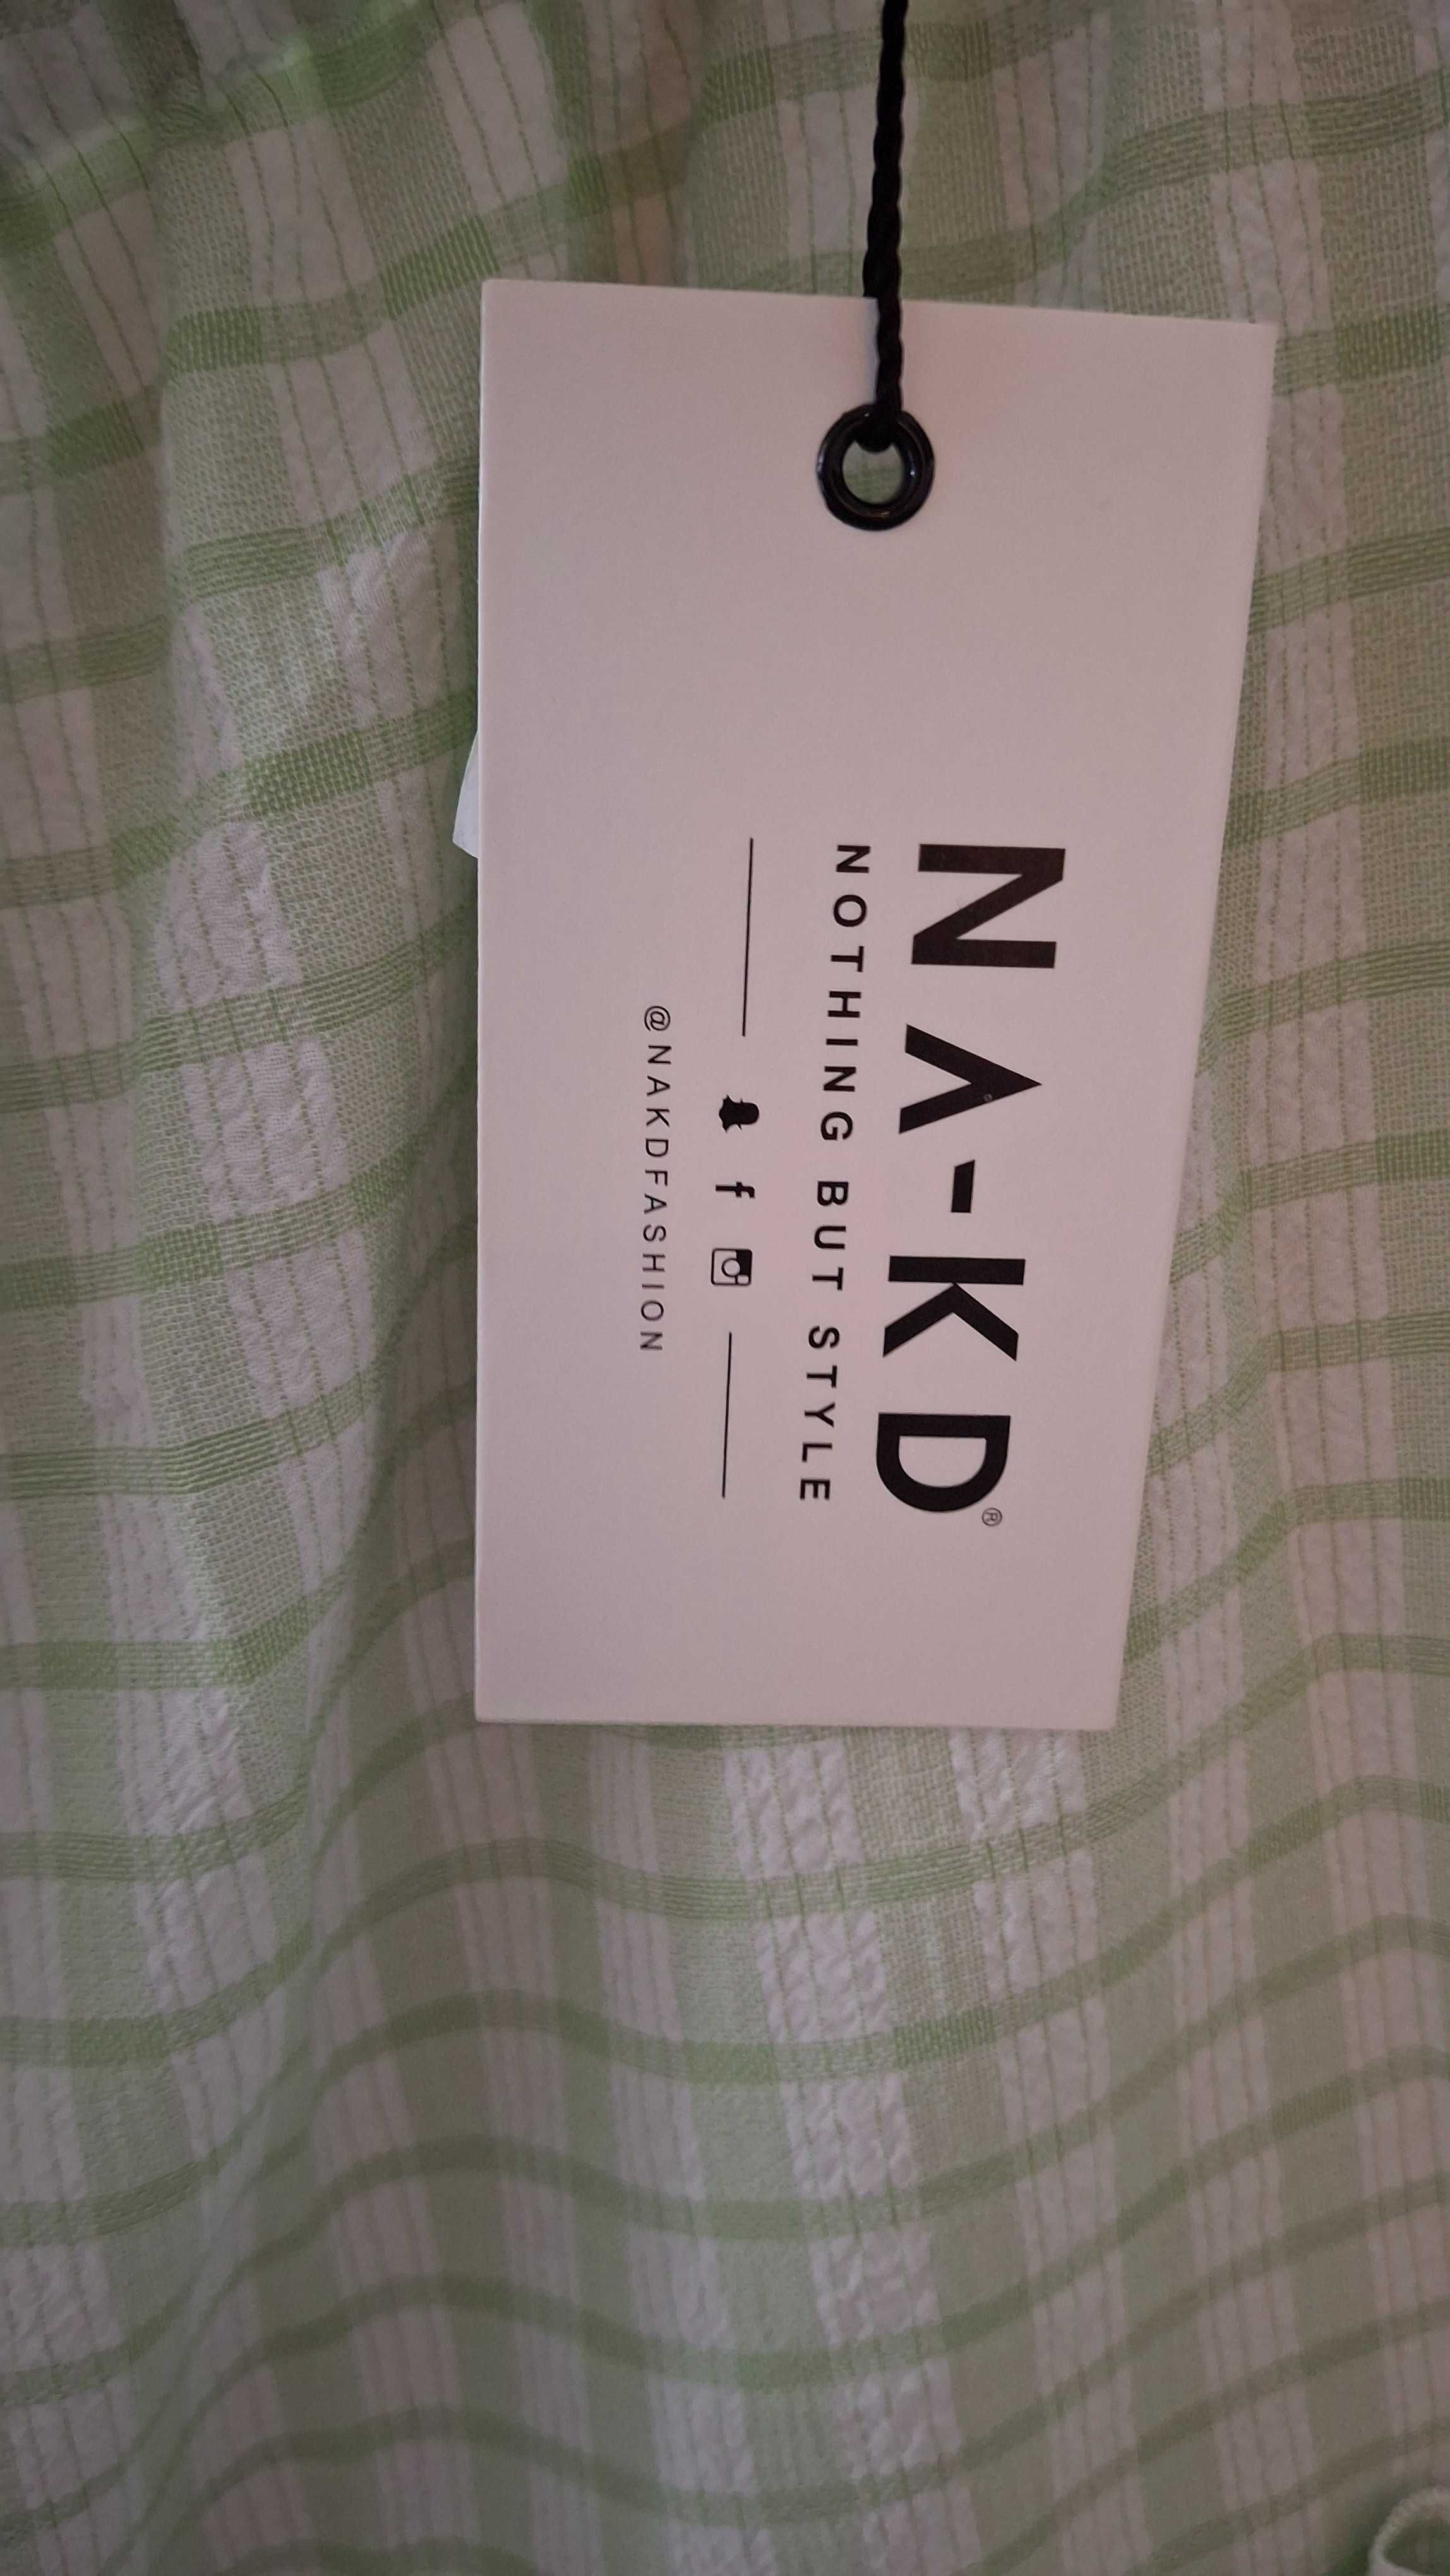 NA-KD®
NOTHING BUT STYLE
f
@NAKDFASHION